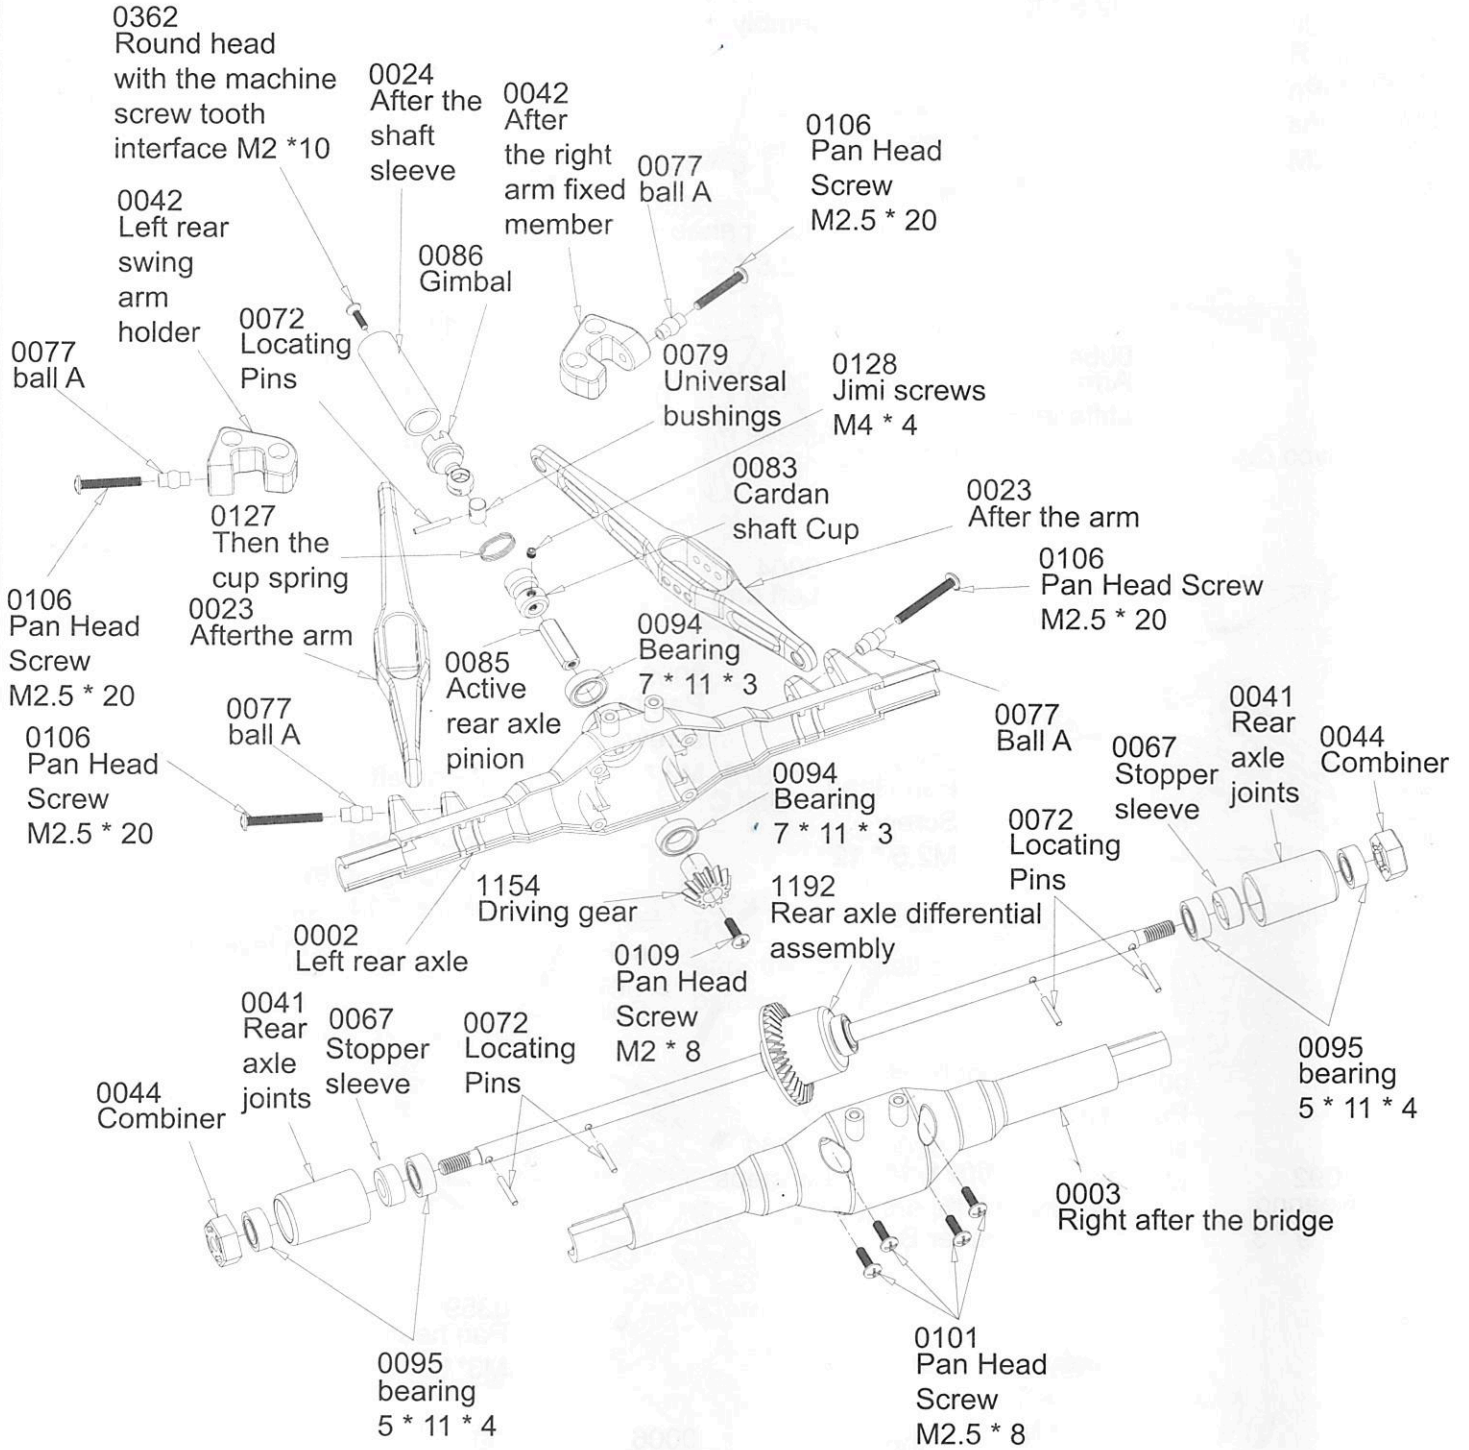 0362
Round head
with the machine
screw tooth
interface M2 *10
0024
After the
shaft
sleeve
0042
After
the right
arm fixed
member
0077
ball A
0106
Pan Head
Screw
M2.5 * 20
0042
Left rear
swing
arm
holder
0086
Gimbal
0072
Locating
Pins
0077
ball A
0079
Universal
bushings
0128
Jimi screws
M4 * 4
0083
Cardan
shaft Cup
0023
After the arm
0127
Then the
cup spring
0106
Pan Head Screw
M2.5 * 20
0106
Pan Head
Screw
M2.5 * 20
0023
Afterthe arm
0094
Bearing
7 * 11 * 3
0085
Active
rear axle
pinion
0077
ball A
0106
Pan Head
Screw
M2.5 * 20
0077
Ball A
0041
Rear
axle
joints
0067
Stopper
sleeve
0044
Combiner
0094
Bearing
7 * 11 * 3
0072
Locating
Pins
1154
Driving gear
1192
Rear axle differential
assembly
0002
Left rear axle
0109
Pan Head
Screw
M2 * 8
0041
Rear
axle
joints
0067
Stopper
sleeve
0072
Locating
Pins
0044
Combiner
0095
bearing
5 * 11 * 4
0003
Right after the bridge
0095
bearing
5 * 11 * 4
0101
Pan Head
Screw
M2.5 * 8